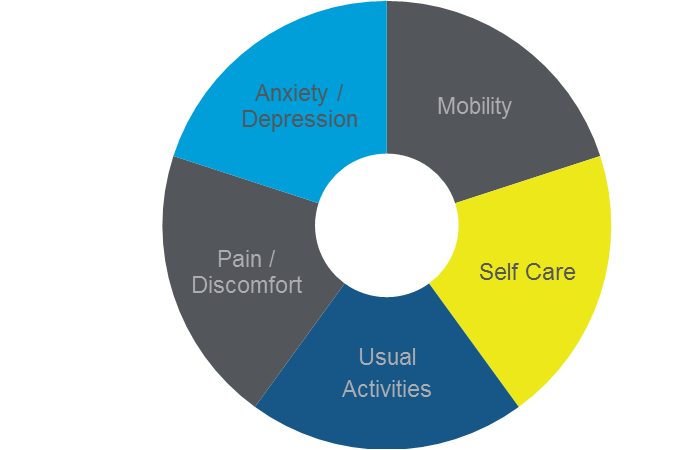 Anxiety /
Depression
Mobility
Self Care
Pain /
Discomfort
Usual
Activities